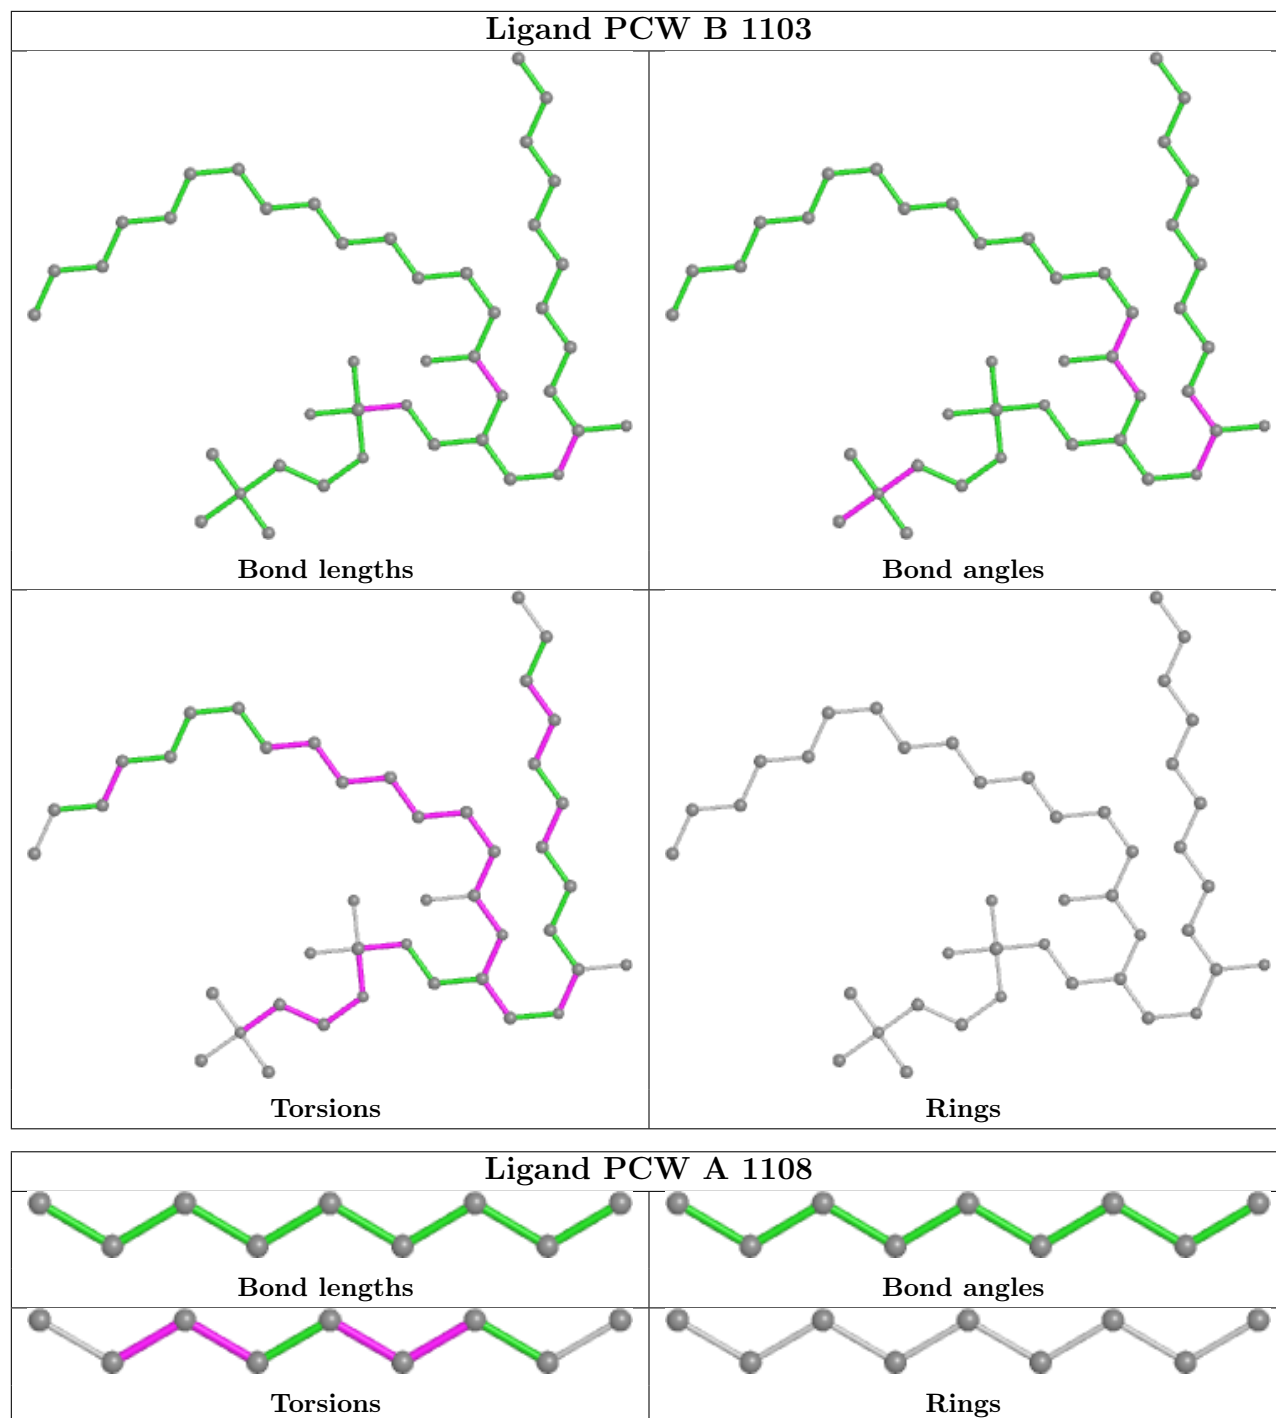 Ligand PCW B 1103
Bond lengths
Bond angles
Torsions
Rings
Ligand PCW A 1108
Bond lengths
Bond angles
Torsions
Rings